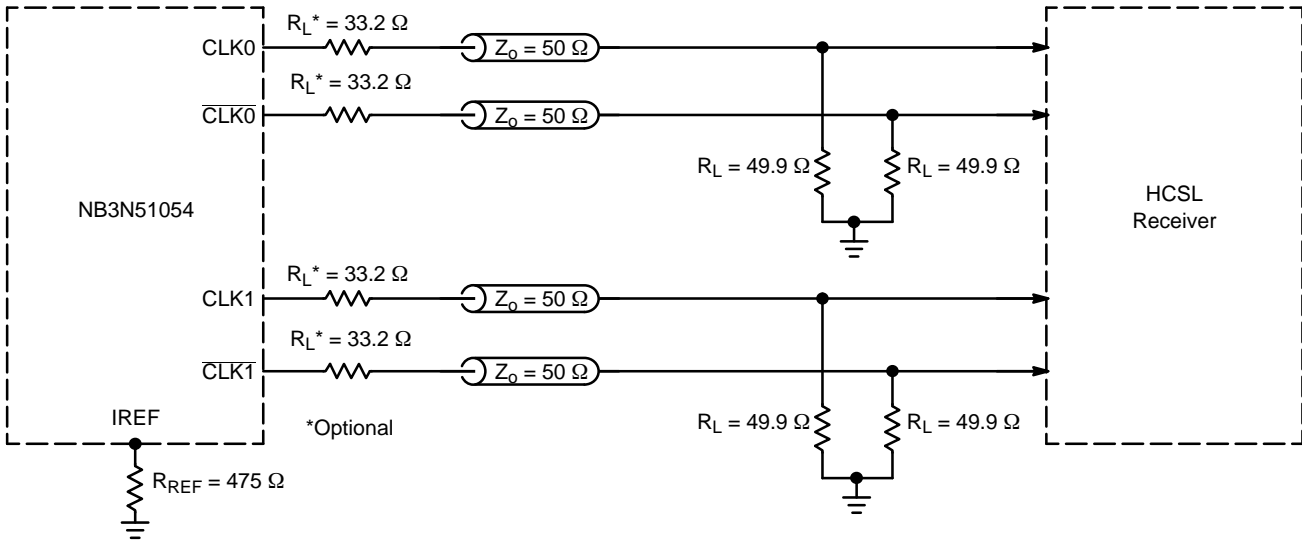 R_L* = 33.2 Ω
CLK0
Z_o = 50 Ω
R_L* = 33.2 Ω
C̅L̅K̅0̅
Z_o = 50 Ω
R_L = 49.9 Ω
R_L = 49.9 Ω
NB3N51054
HCSL
Receiver
R_L* = 33.2 Ω
CLK1
Z_o = 50 Ω
R_L* = 33.2 Ω
C̅L̅K̅1̅
Z_o = 50 Ω
IREF
*Optional
R_L = 49.9 Ω
R_L = 49.9 Ω
R_REF = 475 Ω